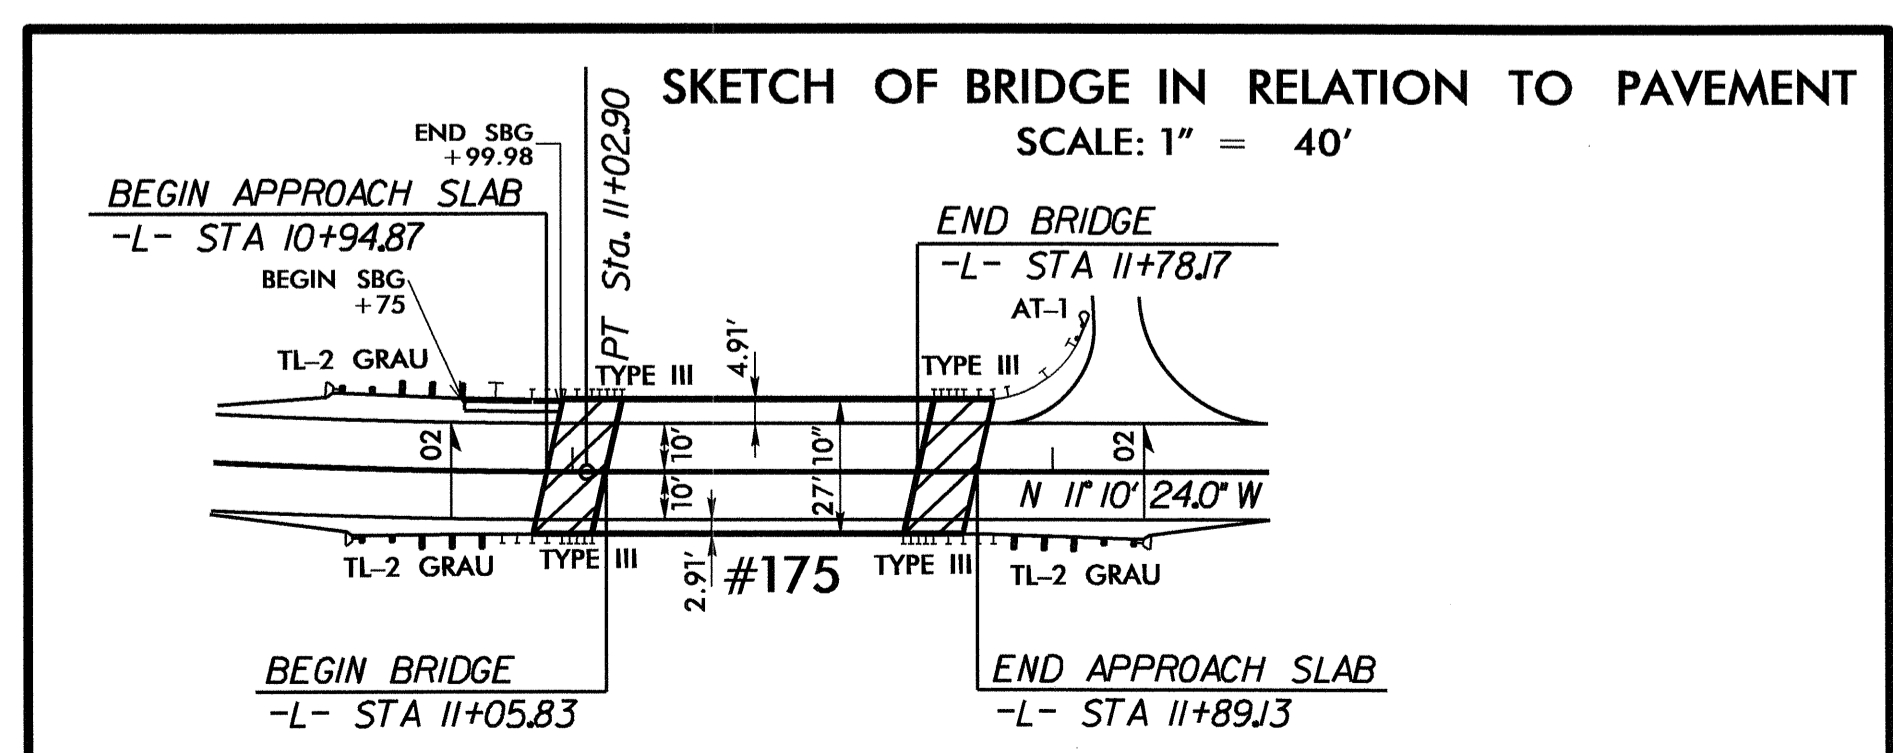 SKETCH OF BRIDGE IN RELATION TO PAVEMENT
SCALE: 1" = 40'
END SBG
+99.98
PT Sta. 11+02.90
BEGIN APPROACH SLAB
-L- STA 10+94.87
BEGIN SBG
+75
END BRIDGE
-L- STA 11+78.17
AT-1
TL-2 GRAU
TYPE III
4.91'
TYPE III
02
10'
10'
27' 10"
02
N 11° 10' 24.0" W
TL-2 GRAU
TYPE III
2.91'
#175
TYPE III
TL-2 GRAU
BEGIN BRIDGE
-L- STA 11+05.83
END APPROACH SLAB
-L- STA 11+89.13